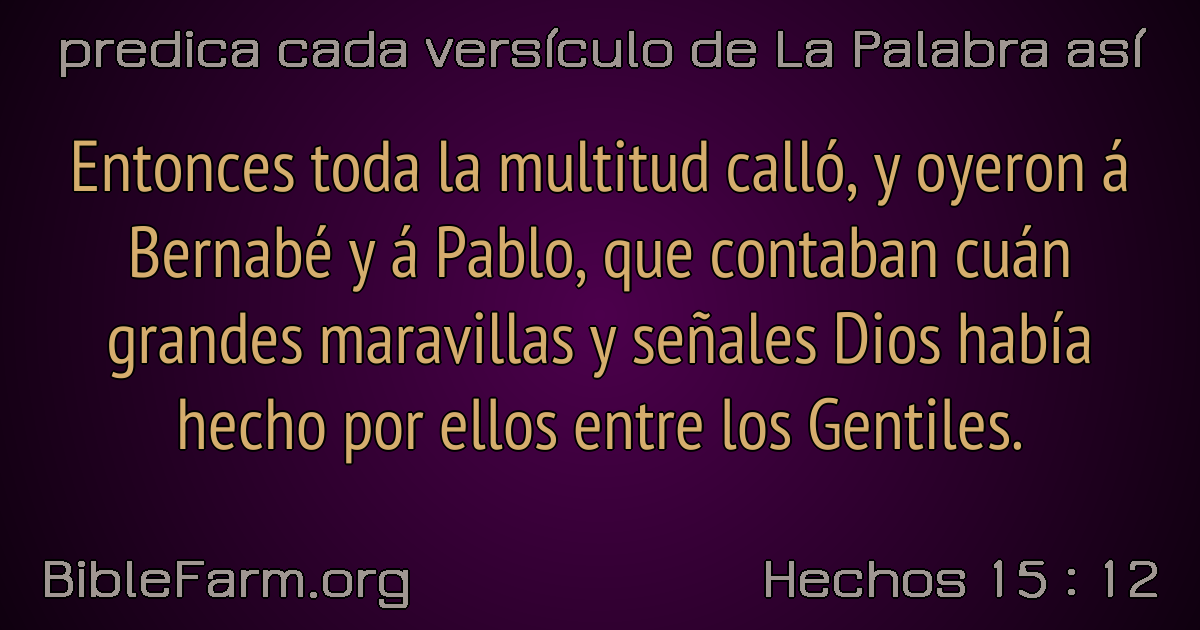 predica cada versículo de La Palabra así
Entonces toda la multitud calló, y oyeron á
Bernabé y á Pablo, que contaban cuán
grandes maravillas y señales Dios había
hecho por ellos entre los Gentiles.
BibleFarm.org
Hechos 15 : 12